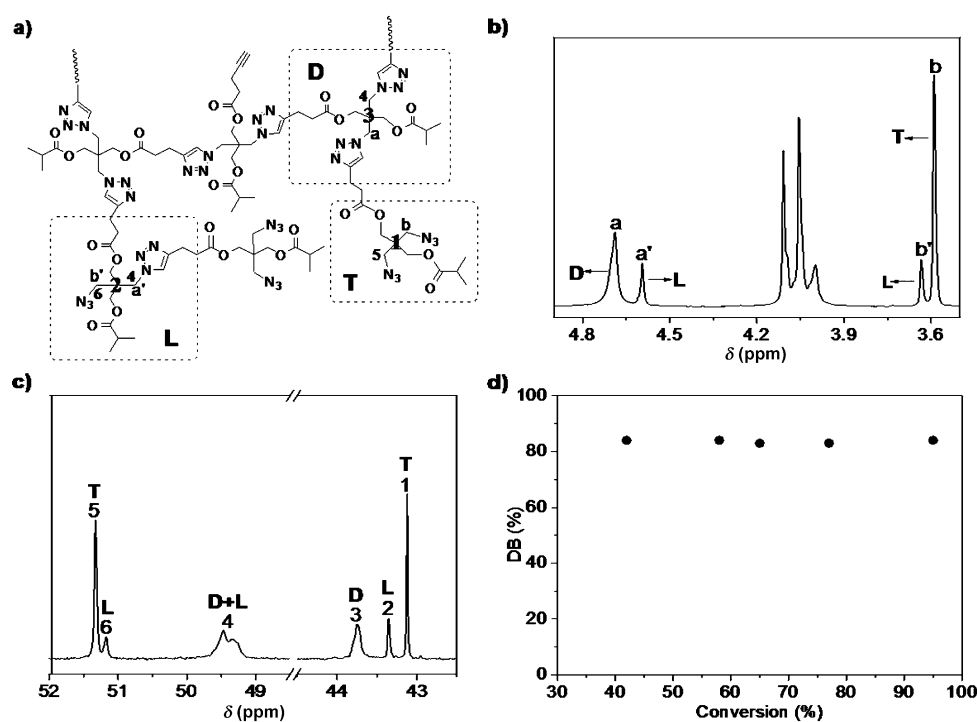 a)
D
N
N=N
4
N
N=N
O
O
O
O
N=N
N
O
O
3
O
O
a
N
N=N
O
O
O
O
N
N=N
O
O
N
N=N
N
N=N
O
O
O
O
b
N3
1
5
N3
O
O
T
N
N=N
O
O
N3
O
O
N3
b'
2
4
6
a'
N3
O
O
L
b)
b
T
a
a'
b'
D
L
L
4.8 4.5 4.2 3.9 3.6
δ (ppm)
c)
T
5
L
6
D+L
4
D
3
L
2
T
1
52 51 50 49 44 43
δ (ppm)
d)
DB (%)
100
80
60
40
20
0
30 40 50 60 70 80 90 100
Conversion (%)